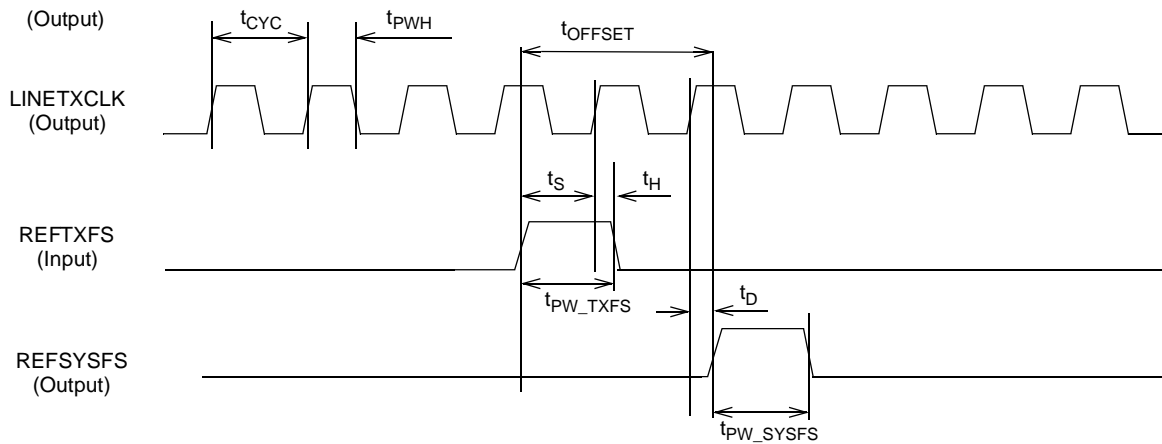 (Output)
tCYC
tPWH
tOFFSET
LINETXCLK
(Output)
tS
tH
REFTXFS
(Input)
tPW_TXFS
tD
REFSYSFS
(Output)
tPW_SYSFS